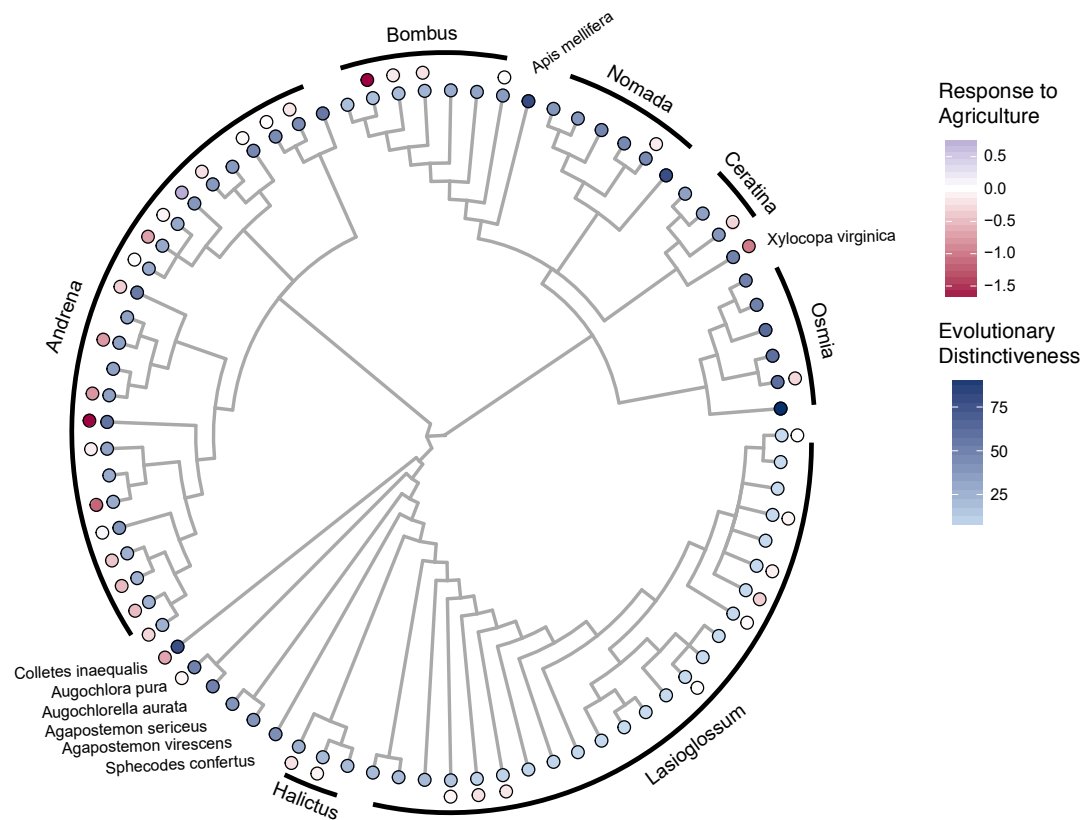 Bombus
Apis mellifera
Nomada
Ceratina
Xylocopa virginica
Osmia
Andrena
Colletes inaequalis
Augochlora pura
Augochlorella aurata
Agapostemon sericeus
Agapostemon virescens
Sphecodes confertus
Halictus
Lasioglossum
Response to
Agriculture
0.5
0.0
−0.5
−1.0
−1.5
Evolutionary
Distinctiveness
75
50
25